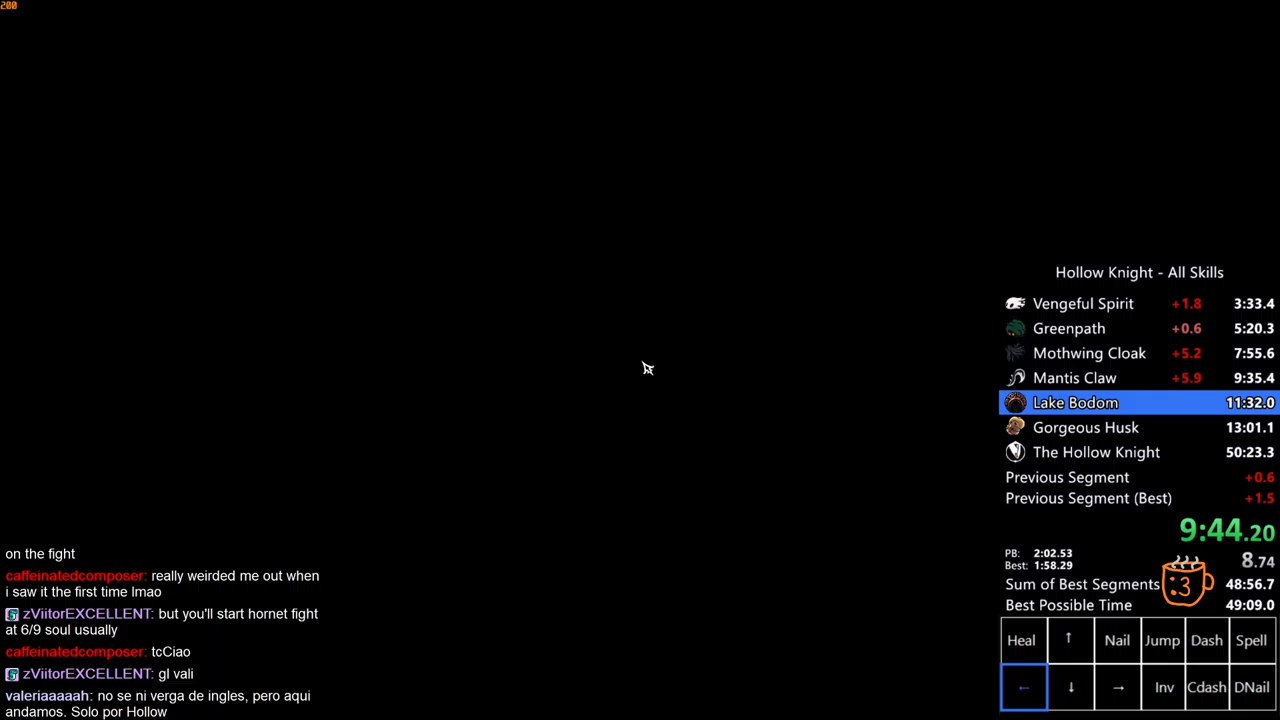 200
Hollow Knight - All Skills
Vengeful Spirit +1.8 3:33.4
Greenpath +0.6 5:20.3
Mothwing Cloak +5.2 7:55.6
Mantis Claw +5.9 9:35.4
Lake Bodom 11:32.0
Gorgeous Husk 13:01.1
The Hollow Knight 50:23.3
Previous Segment +0.6
Previous Segment (Best) +1.5
9:44.20
PB: 2:02.53
Best: 1:58.29
8.74
Sum of Best Segments 48:56.7
Best Possible Time 49:09.0
Heal ↑ Nail Jump Dash Spell
← ↓ → Inv Cdash DNail
on the fight
caffeinatedcomposer: really weirded me out when
i saw it the first time lmao
zViitorEXCELLENT: but you'll start hornet fight
at 6/9 soul usually
caffeinatedcomposer: tcCiao
zViitorEXCELLENT: gl vali
valeriaaaaah: no se ni verga de ingles, pero aqui
andamos. Solo por Hollow